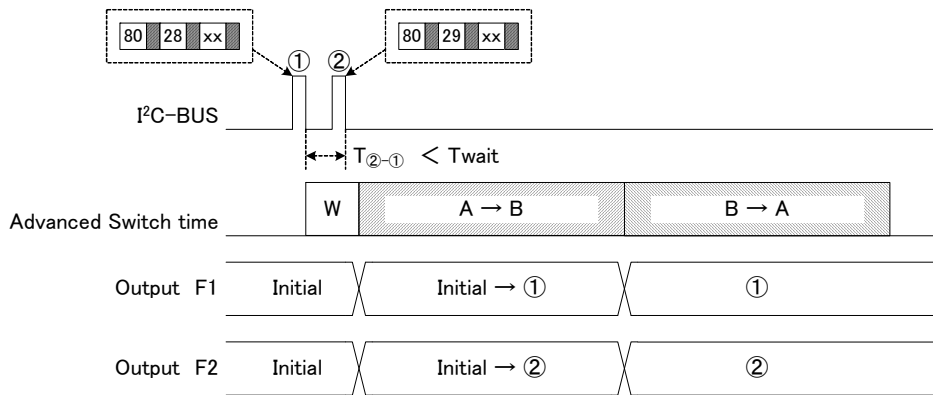 80 28 xx 80 29 xx
① ②
I²C-BUS
T②-① < Twait
Advanced Switch time W A → B B → A
Output F1 Initial Initial → ① ①
Output F2 Initial Initial → ② ②